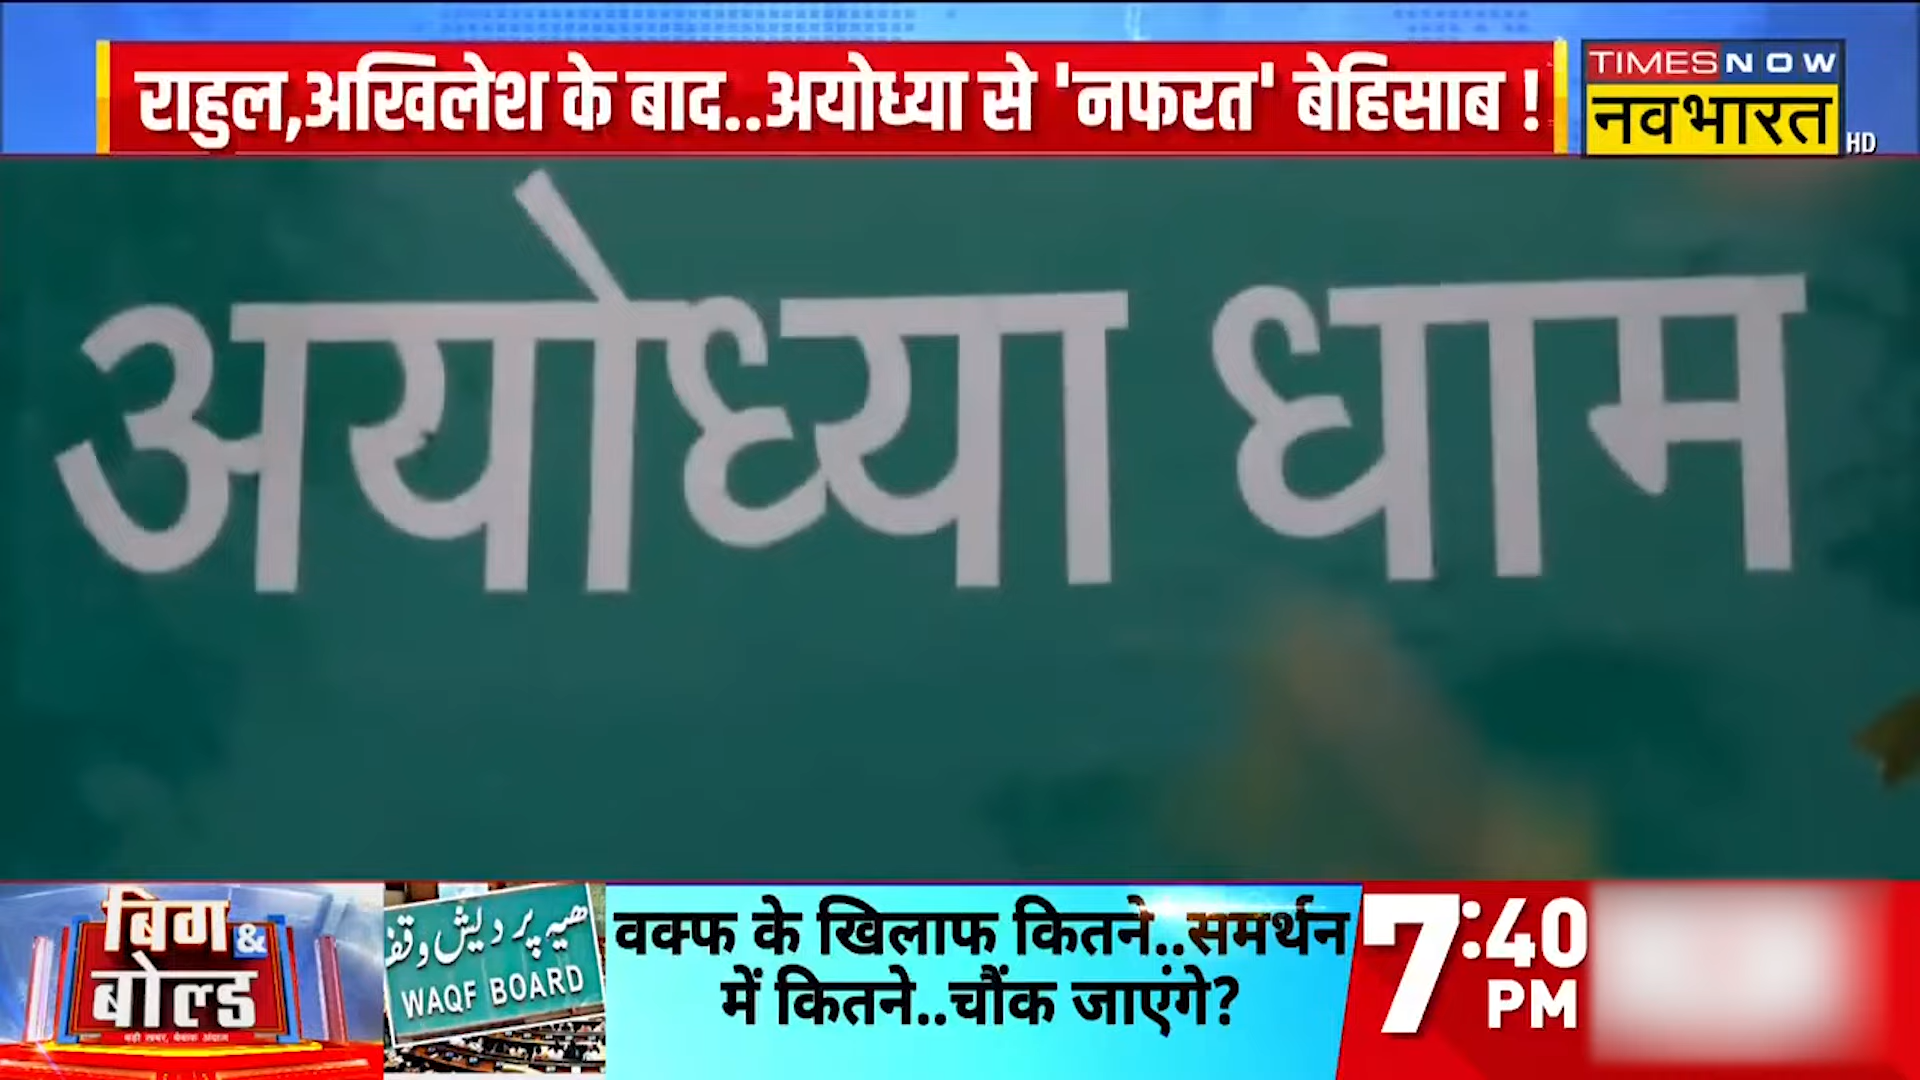 राहुल,अखिलेश के बाद..अयोध्या से 'नफरत' बेहिसाब !
TIMES NOW
नवभारत
HD
अयोध्या धाम
बिग &
बोल्ड
WAQF BOARD
वक्फ के खिलाफ कितने..समर्थन
में कितने..चौंक जाएंगे?
7:40
PM